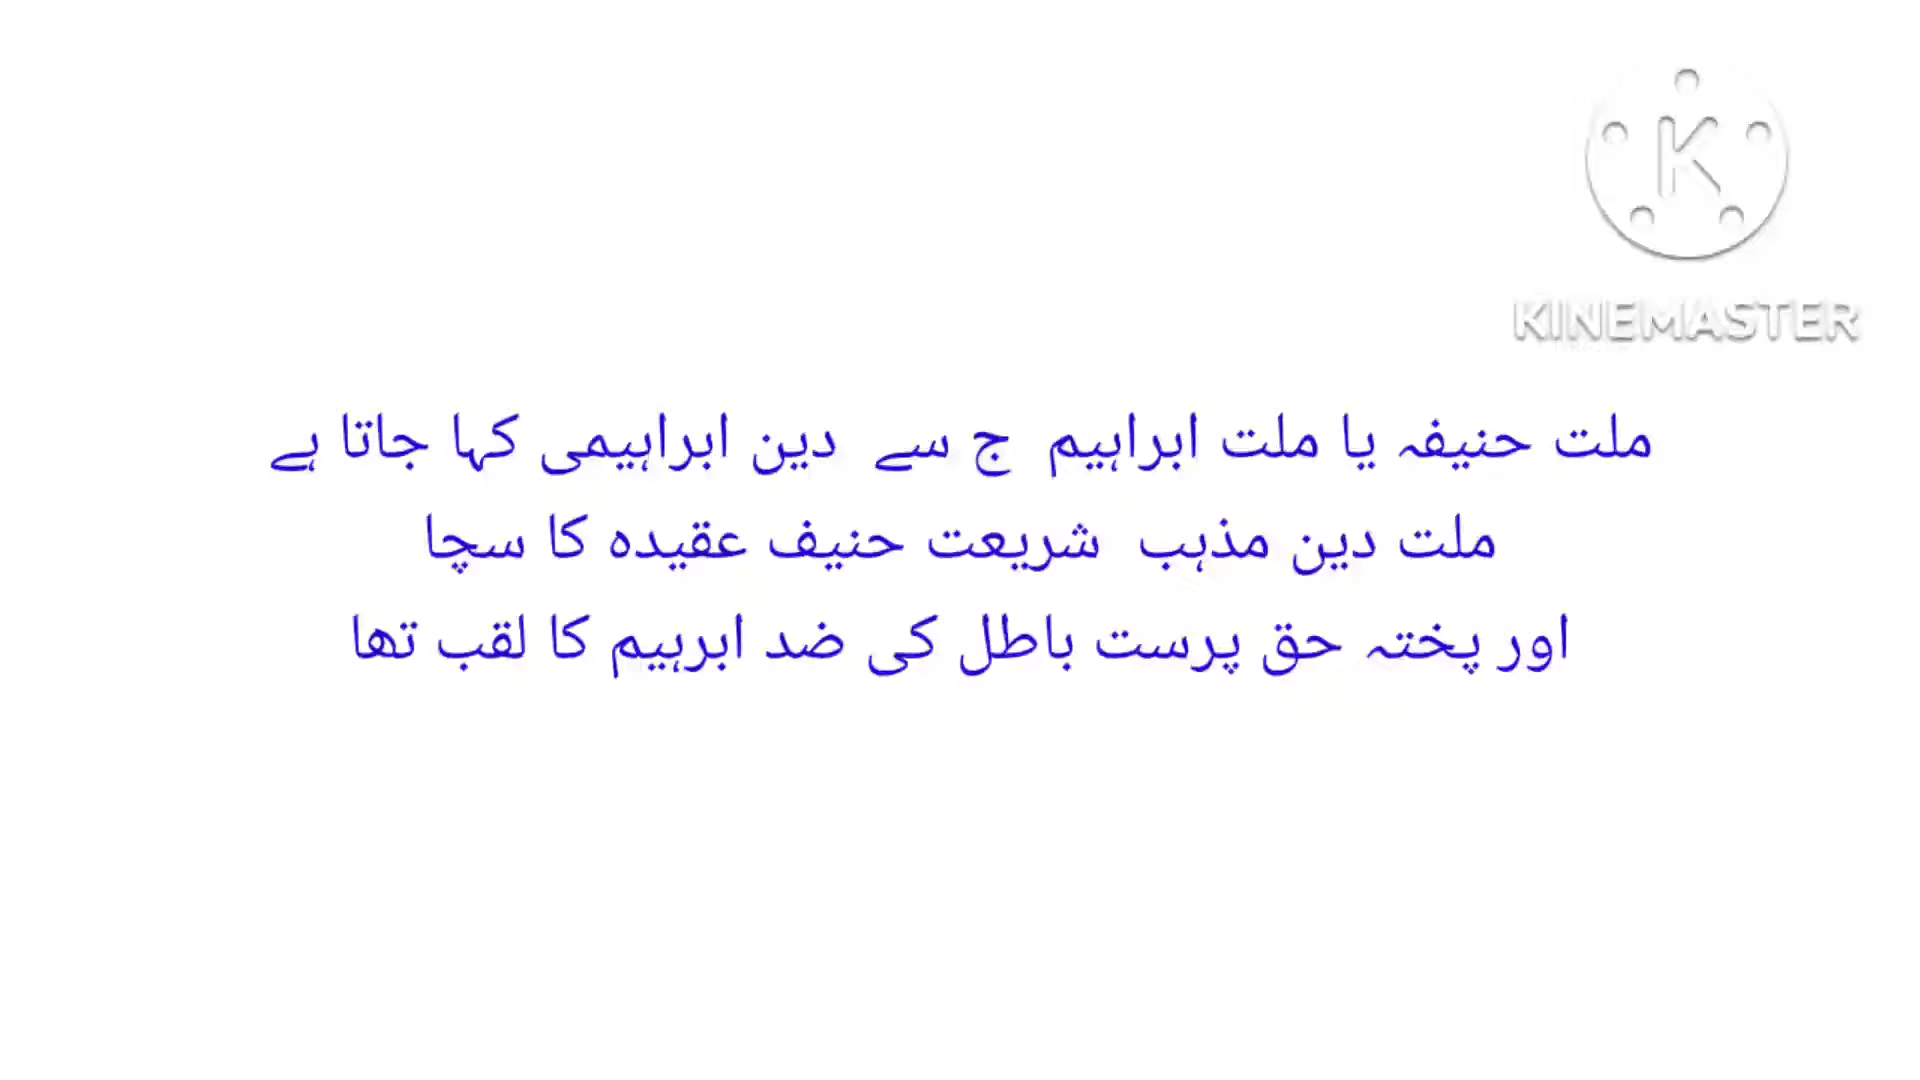 KINEMASTER
ملت حنیفہ یا ملت ابراہیم ج سے دین ابراہیمی کہا جاتا ہے
ملت دین مذہب شریعت حنیف عقیدہ کا سچا
اور پختہ حق پرست باطل کی ضد ابرہیم کا لقب تھا